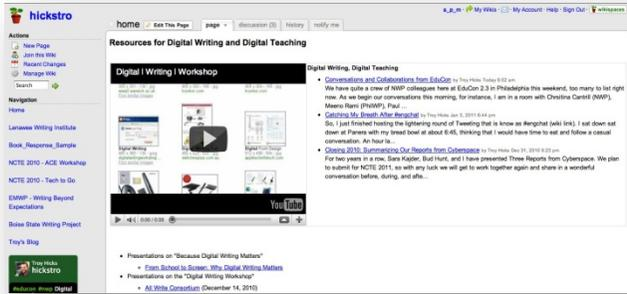 hickstro
a_p_m · My Wikis · My Account · Help · Sign Out · wikispaces
home Edit This Page page discussion (3) history notify me
Actions
New Page
Join this Wiki
Recent Changes
Manage Wiki
Search
Navigation
Home
Lenawee Writing Institute
Book_Response_Sample
NCTE 2010 - ACE Workshop
NCTE 2010 - Tech to Go
EMWP - Writing Beyond
Expectations
Boise State Writing Project
Troy's Blog
Troy Hicks
hickstro
#educon #nwp Digital
Resources for Digital Writing and Digital Teaching
Digital | Writing | Workshop
YouTube
0:00 / 5:35
Digital Writing, Digital Teaching
Conversations and Collaborations from EduCon by Troy Hicks Today 9:02 am
We have quite a crew of NWP colleagues here at EduCon 2.3 in Philadelphia this weekend, too many to list right
now. As we begin our conversations this morning, for instance, I am in a room with Christina Cantrill (NWP),
Meeno Rami (PhilWP), Paul ...
Catching My Breath After #engchat by Troy Hicks Jan 3, 2011 8:44 pm
So, I just finished hosting the lightening round of Tweeting that is know as #engchat (wiki link). I sat down sat
down at Panera with my bread bowl at about 6:45, thinking that I would have time to eat and follow a casual
conversation. An hour la...
Closing 2010: Summarizing Our Reports from Cyberspace by Troy Hicks Dec 31, 2010 9:25 pm
For two years in a row, Sara Kajder, Bud Hunt, and I have presented Three Reports from Cyberspace. We plan
to submit for NCTE 2011, so with any luck we will get to work together again and share in a wonderful
conversation before, during, and afte...
Presentations on "Because Digital Writing Matters"
From School to Screen: Why Digital Writing Matters
Presentations on the "Digital Writing Workshop"
All Write Consortium (December 14, 2010)